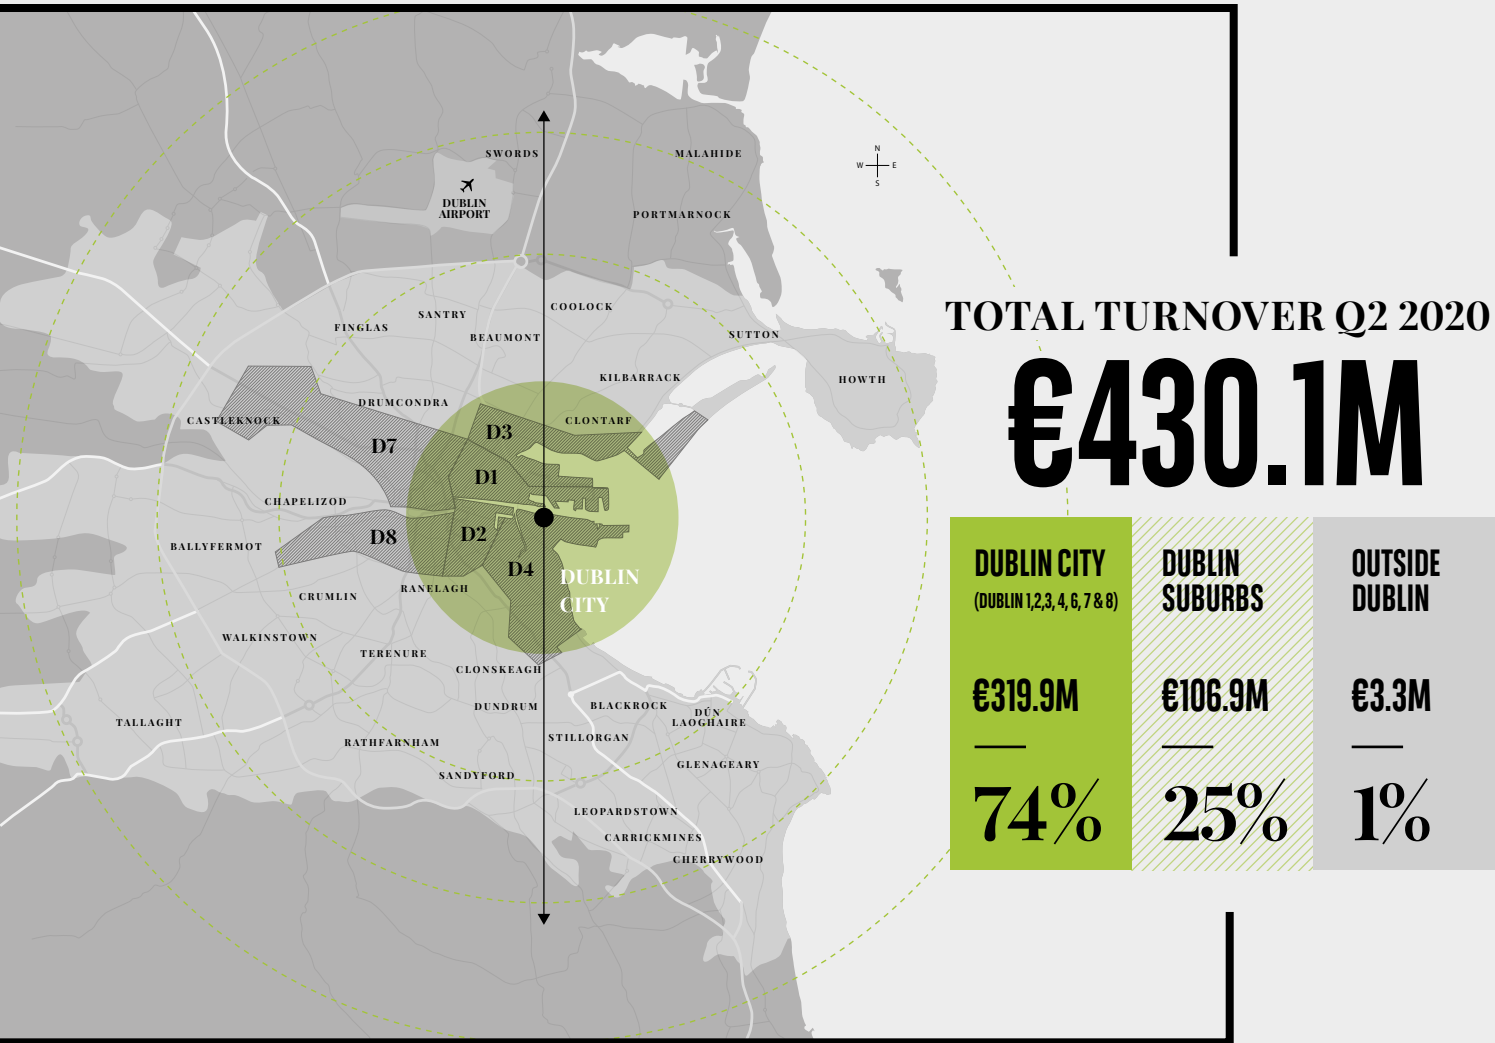 SWORDS
MALAHIDE
N
W E
S
DUBLIN
AIRPORT
PORTMARNOCK
COOLOCK
SANTRY
FINGLAS
BEAUMONT
SUTTON
KILBARRACK
HOWTH
DRUMCONDRA
CASTLEKNOCK
CLONTARF
D3
D7
D1
CHAPELIZOD
D2
D8
BALLYFERMOT
D4
DUBLIN
CITY
RANELAGH
CRUMLIN
WALKINSTOWN
TERENURE
CLONSKEAGH
DUNDRUM
BLACKROCK
DÚN
LAOGHAIRE
TALLAGHT
STILLORGAN
RATHFARNHAM
GLENAGEARY
SANDYFORD
LEOPARDSTOWN
CARRICKMINES
CHERRYWOOD
TOTAL TURNOVER Q2 2020
€430.1M
DUBLIN CITY
(DUBLIN 1,2,3, 4, 6, 7 & 8)
€319.9M
74%
DUBLIN
SUBURBS
€106.9M
25%
OUTSIDE
DUBLIN
€3.3M
1%